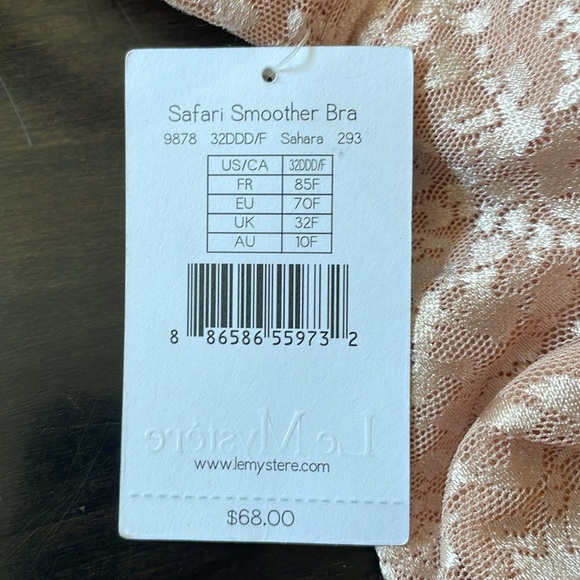 Safari Smoother Bra
9878 32DDD/F Sahara 293
US/CA 32DDD/F
FR 85F
EU 70F
UK 32F
AU 10F
8 86586 55973 2
Le Mystère
www.lemystere.com
$68.00